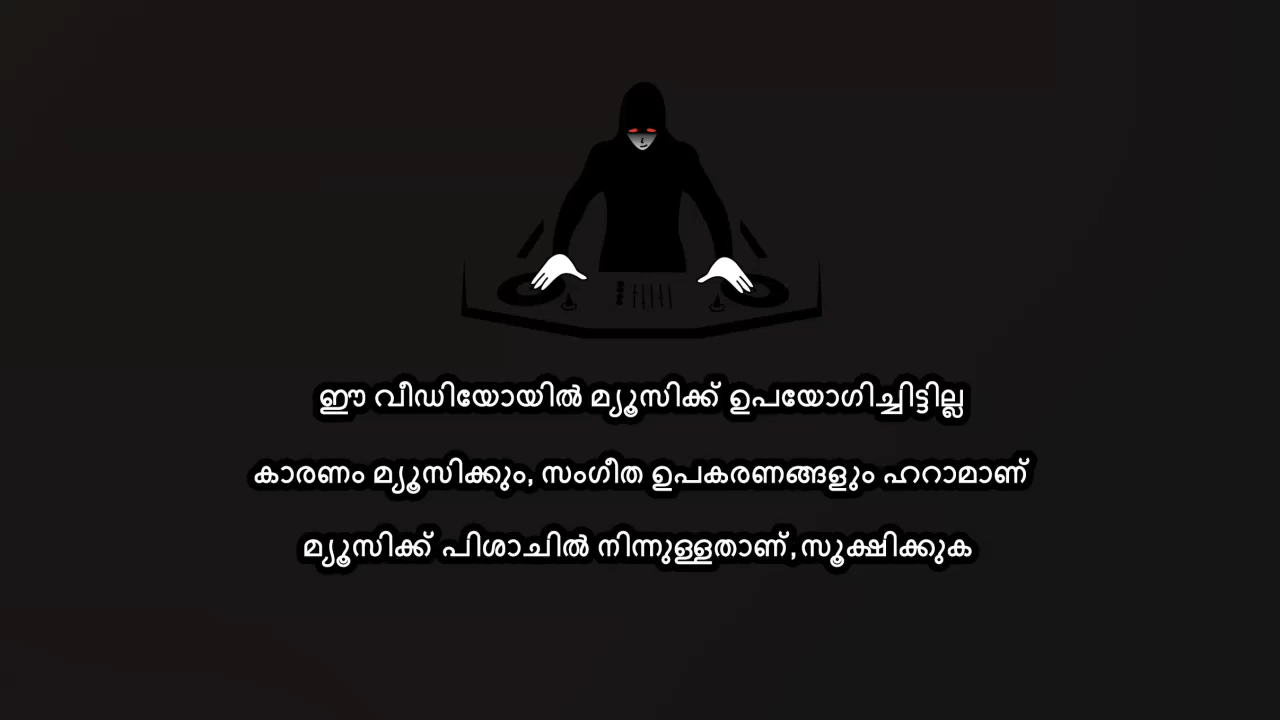 ഈ വീഡിയോയിൽ മ്യൂസിക്ക് ഉപയോഗിച്ചിട്ടില്ല
കാരണം മ്യൂസിക്കും, സംഗീത ഉപകരണങ്ങളും ഹറാമാണ്
മ്യൂസിക്ക് പിശാചിൽ നിന്നുള്ളതാണ്,സൂക്ഷിക്കുക